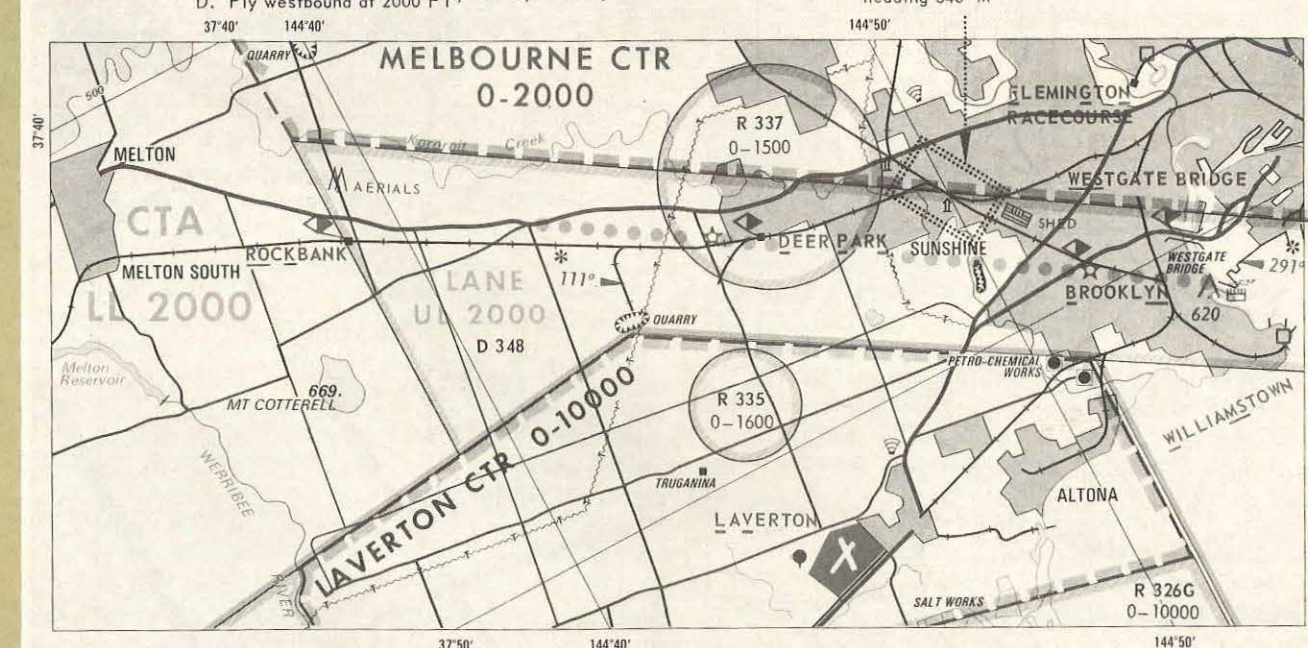 D. Fly westbound at 2000 FT
37°40'
144°40'
144°50'
37°40'
QUARRY
500
MELBOURNE CTR
0-2000
Kororoit Creek
R 337
0-1500
FLEMINGTON
RACECOURSE
MELTON
AERIALS
WESTGATE BRIDGE
SHED
CTA
LL 2000
ROCKBANK
MELTON SOUTH
LANE
UL 2000
D 348
111°
DEER PARK
SUNSHINE
WESTGATE
BRIDGE
291°
BROOKLYN
620
QUARRY
Melton
Reservoir
669.
MT COTTERELL
R 335
0-1600
PETRO-CHEMICAL
WORKS
WILLIAMSTOWN
WERRIBEE
RIVER
LAVERTON CTR 0-10000
TRUGANINA
LAVERTON
ALTONA
SALT WORKS
R 326G
0-10000
37°50'
144°40'
144°50'